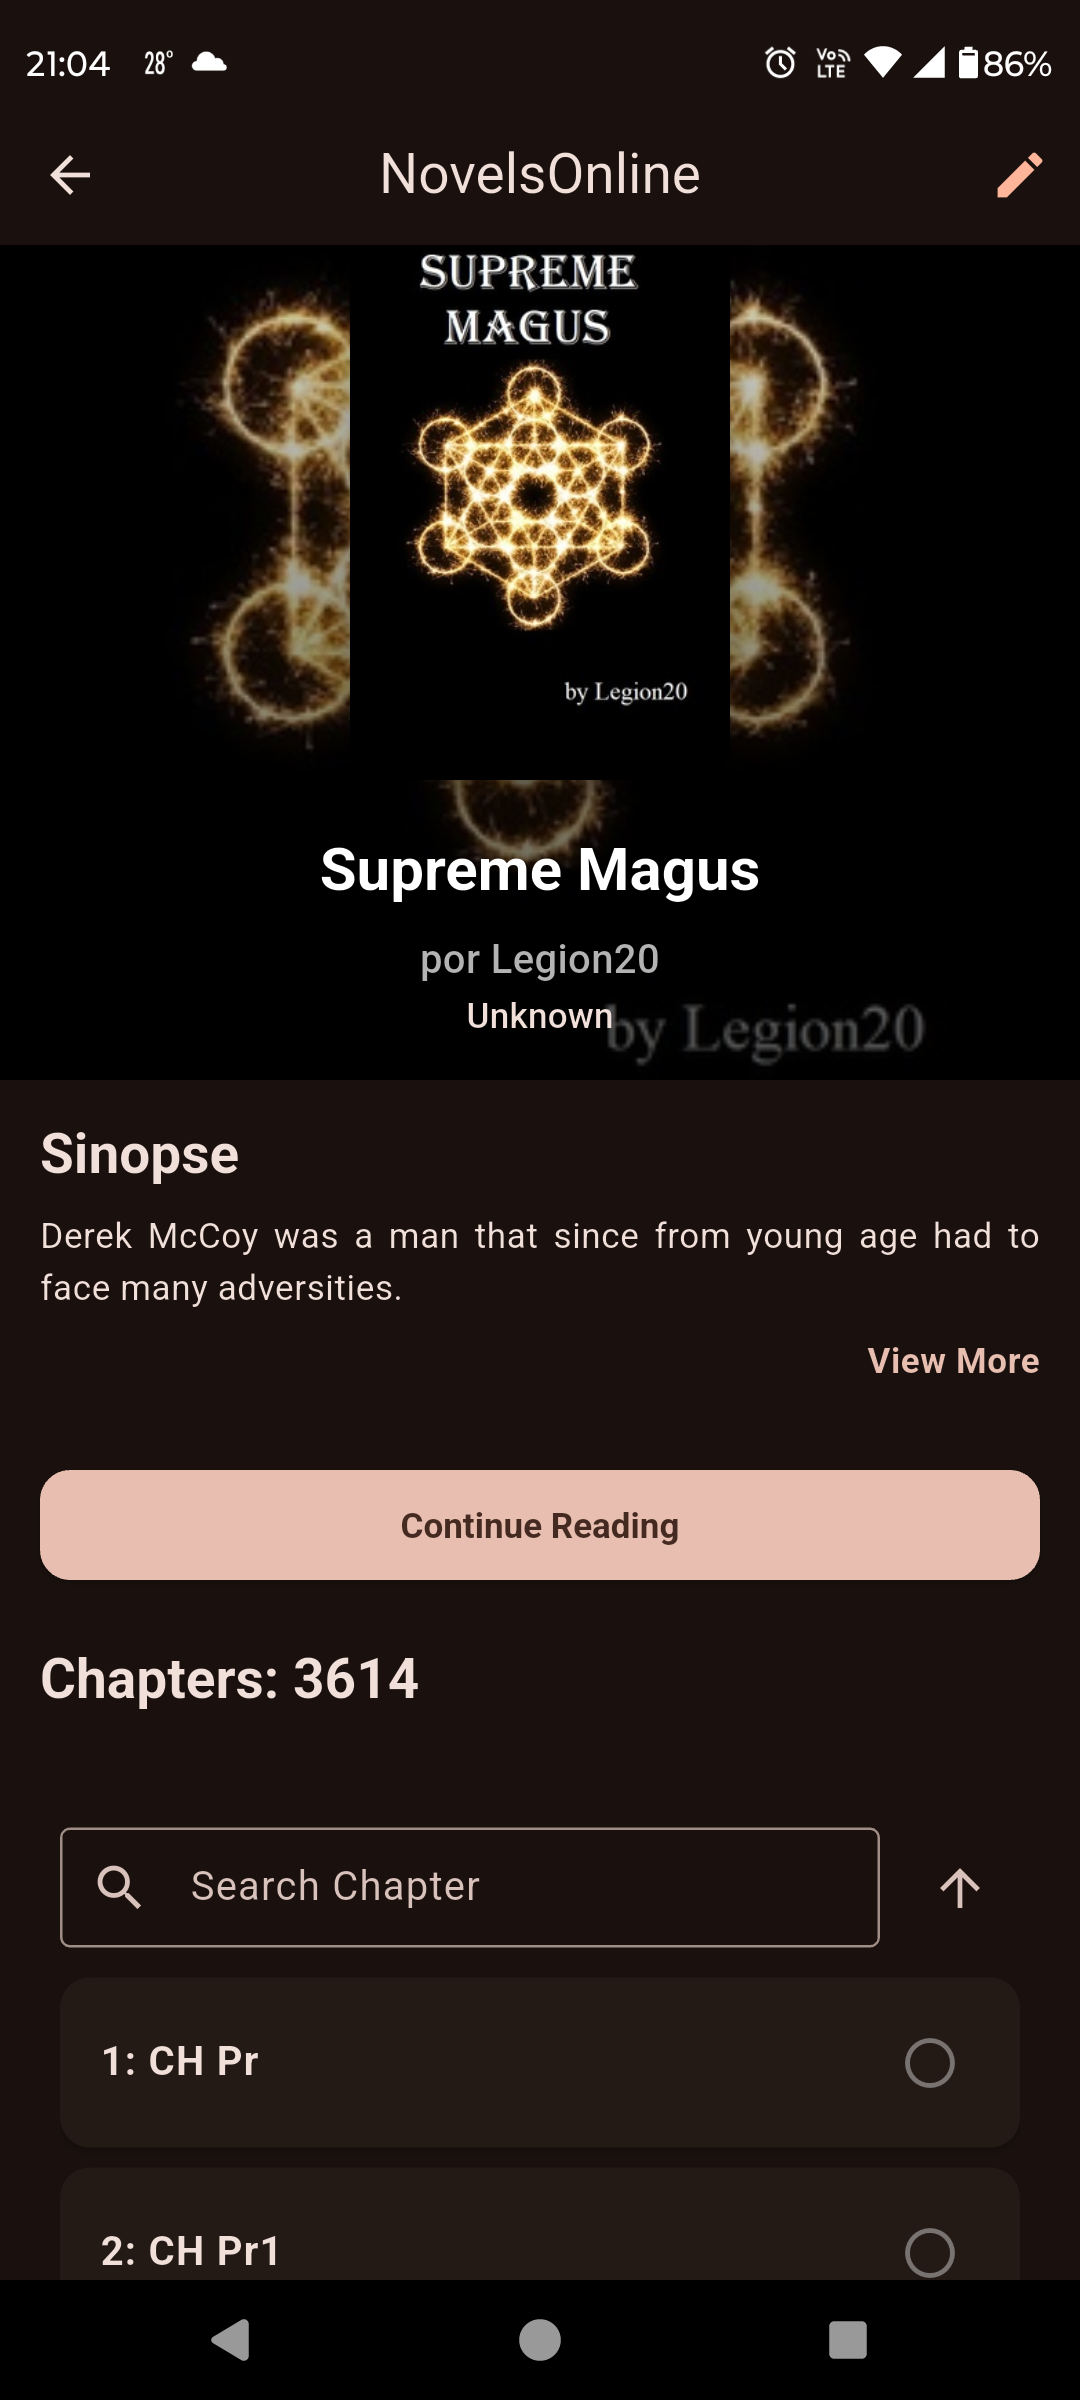 21:04 28° Vo LTE 86%
NovelsOnline
SUPREME
MAGUS
by Legion20
Supreme Magus
por Legion20
Unknown
by Legion20
Sinopse
Derek McCoy was a man that since from young age had to
face many adversities.
View More
Continue Reading
Chapters: 3614
Search Chapter
1: CH Pr
2: CH Pr1